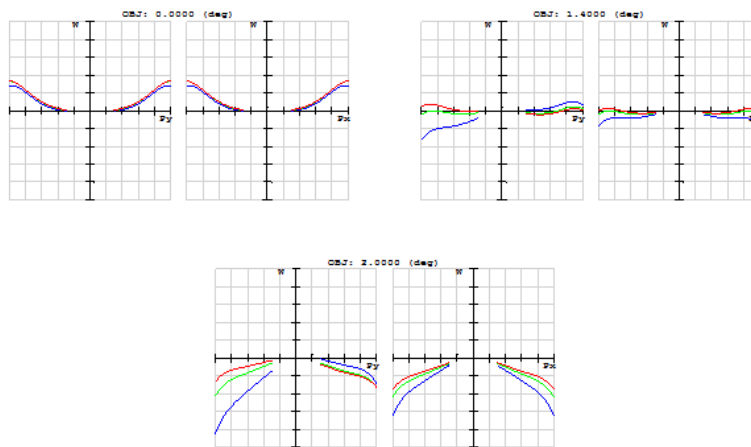 OBJ: 0.0000 (deg)
W
W
Py
Px
OBJ: 1.4000 (deg)
W
W
Py
OBJ: 2.0000 (deg)
W
W
Py
Px